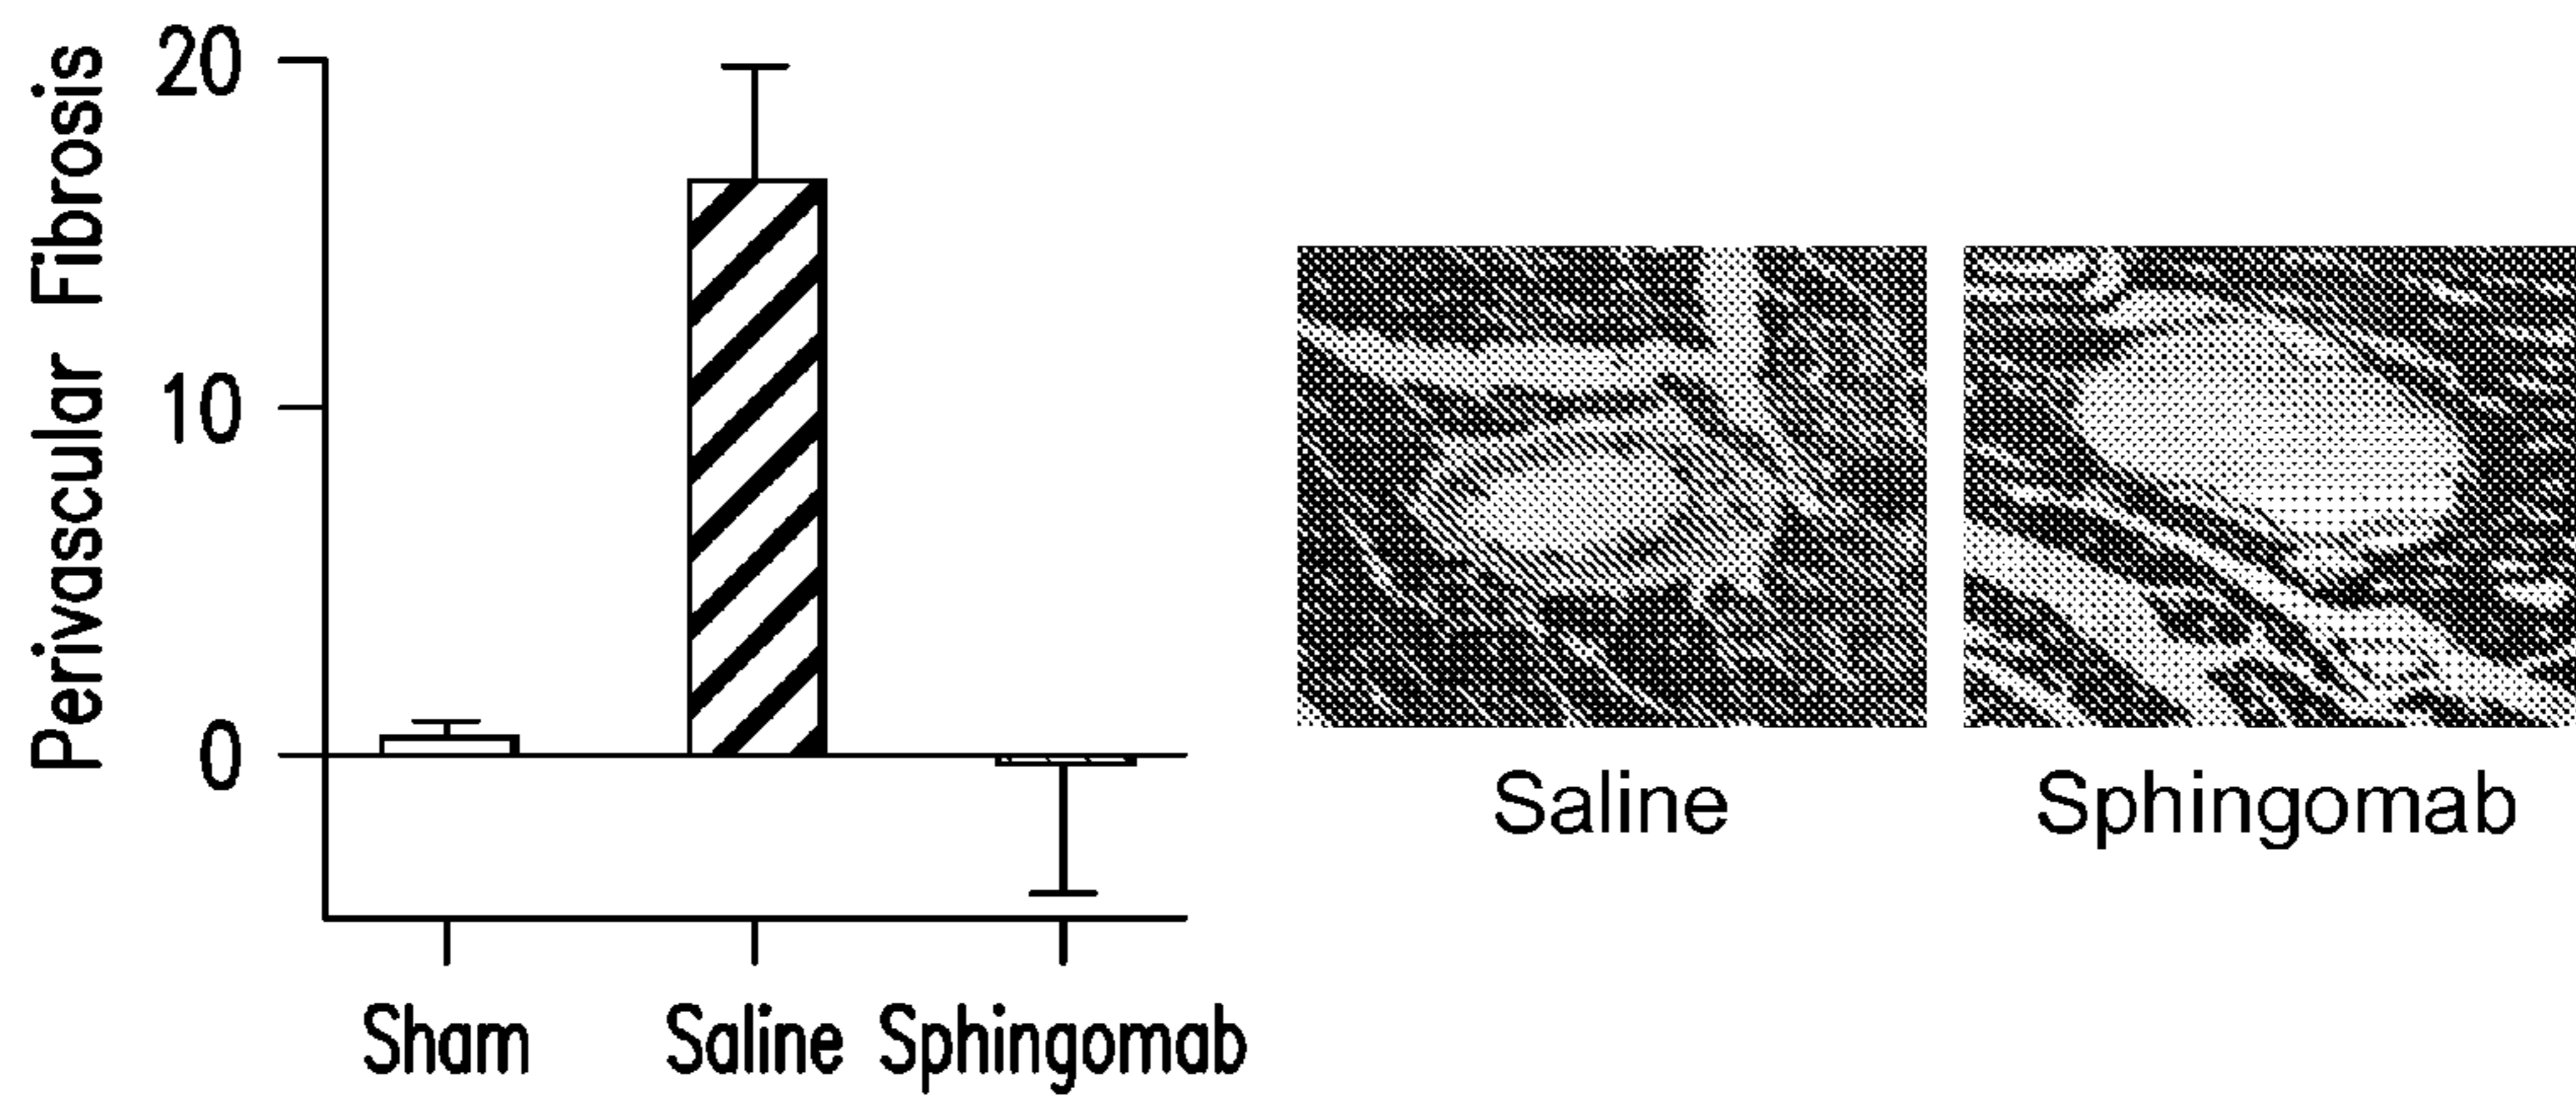 Perivascular Fibrosis
20
10
0
Sham Saline Sphingomab
Saline Sphingomab